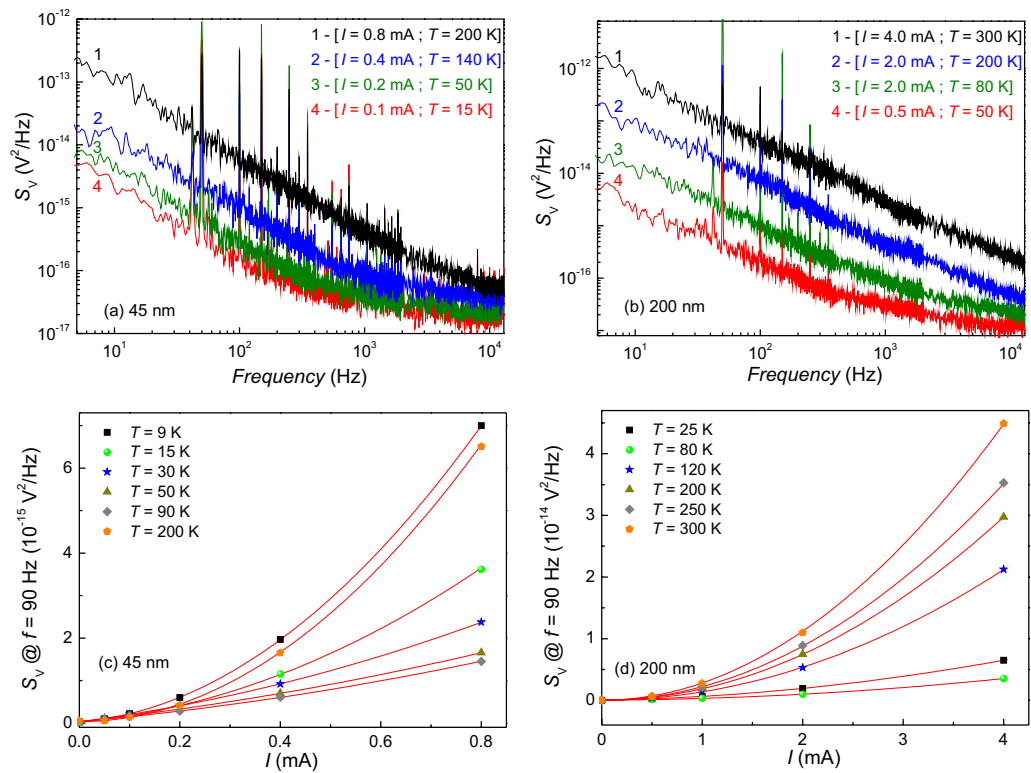 10^-12
10^-13
10^-14
10^-15
10^-16
10^-17
S_V (V^2/Hz)
1
2
3
4
1 - [I = 0.8 mA ; T = 200 K]
2 - [I = 0.4 mA ; T = 140 K]
3 - [I = 0.2 mA ; T = 50 K]
4 - [I = 0.1 mA ; T = 15 K]
(a) 45 nm
10^1 10^2 10^3 10^4
Frequency (Hz)
10^-12
10^-14
10^-16
S_V (V^2/Hz)
1
2
3
4
1 - [I = 4.0 mA ; T = 300 K]
2 - [I = 2.0 mA ; T = 200 K]
3 - [I = 2.0 mA ; T = 80 K]
4 - [I = 0.5 mA ; T = 50 K]
(b) 200 nm
10^1 10^2 10^3 10^4
Frequency (Hz)
S_V @ f = 90 Hz (10^-15 V^2/Hz)
6
4
2
0
T = 9 K
T = 15 K
T = 30 K
T = 50 K
T = 90 K
T = 200 K
(c) 45 nm
0.0 0.2 0.4 0.6 0.8
I (mA)
S_V @ f = 90 Hz (10^-14 V^2/Hz)
4
3
2
1
0
T = 25 K
T = 80 K
T = 120 K
T = 200 K
T = 250 K
T = 300 K
(d) 200 nm
0 1 2 3 4
I (mA)